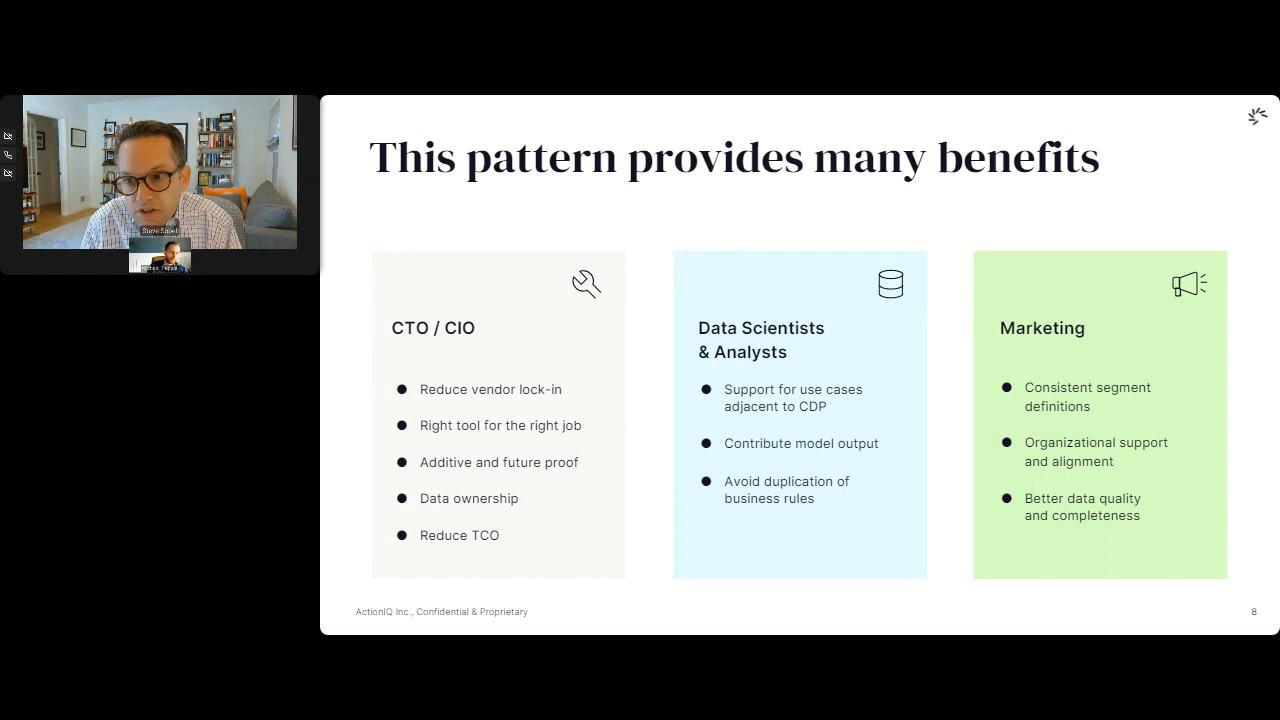 Steve Sobel
This pattern provides many benefits
CTO / CIO
Reduce vendor lock-in
Right tool for the right job
Additive and future proof
Data ownership
Reduce TCO
Data Scientists
& Analysts
Support for use cases
adjacent to CDP
Contribute model output
Avoid duplication of
business rules
Marketing
Consistent segment
definitions
Organizational support
and alignment
Better data quality
and completeness
ActionIQ Inc., Confidential & Proprietary
8